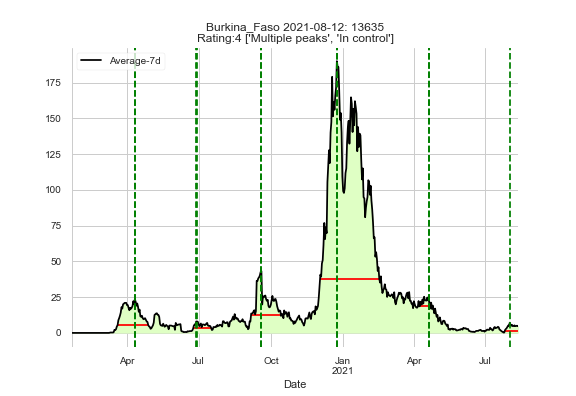 Burkina_Faso 2021-08-12: 13635
Rating:4 ['Multiple peaks', 'In control']
Average-7d
175
150
125
100
75
50
25
0
Apr
Jul
Oct
Jan
2021
Apr
Jul
Date